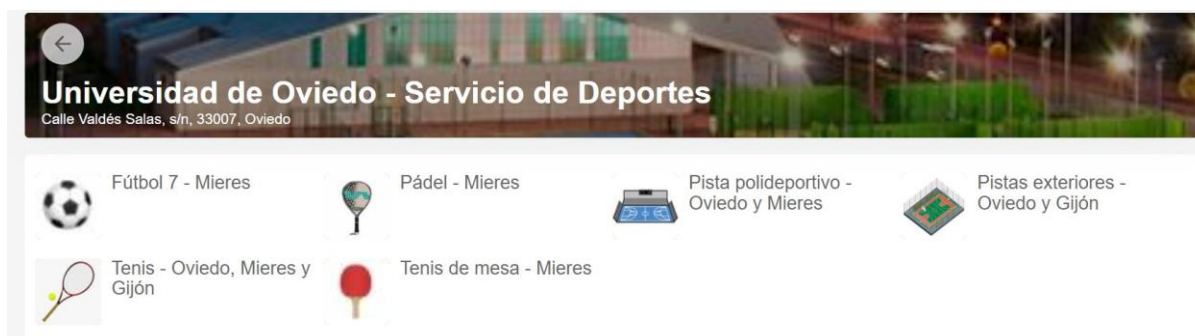 Universidad de Oviedo - Servicio de Deportes
Calle Valdés Salas, s/n, 33007, Oviedo
Fútbol 7 - Mieres
Pádel - Mieres
Pista polideportivo -
Oviedo y Mieres
Pistas exteriores -
Oviedo y Gijón
Tenis - Oviedo, Mieres y
Gijón
Tenis de mesa - Mieres